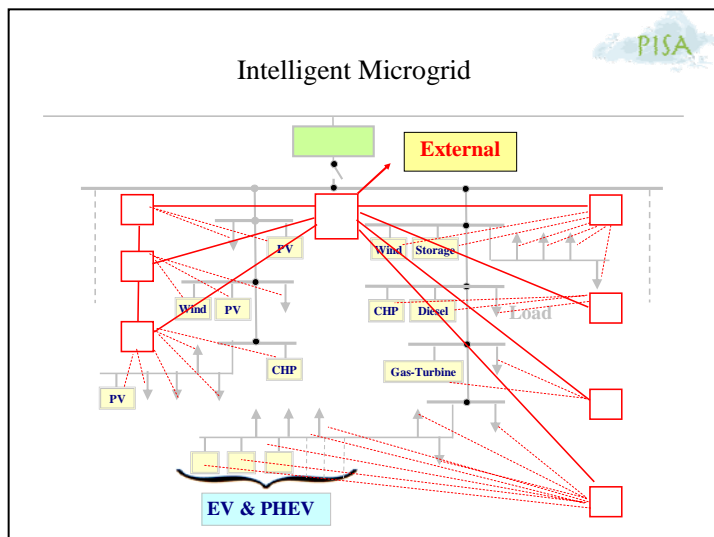 PISA
Intelligent Microgrid
External
PV
Wind Storage
Wind PV
CHP Diesel
Load
CHP
Gas-Turbine
PV
EV & PHEV